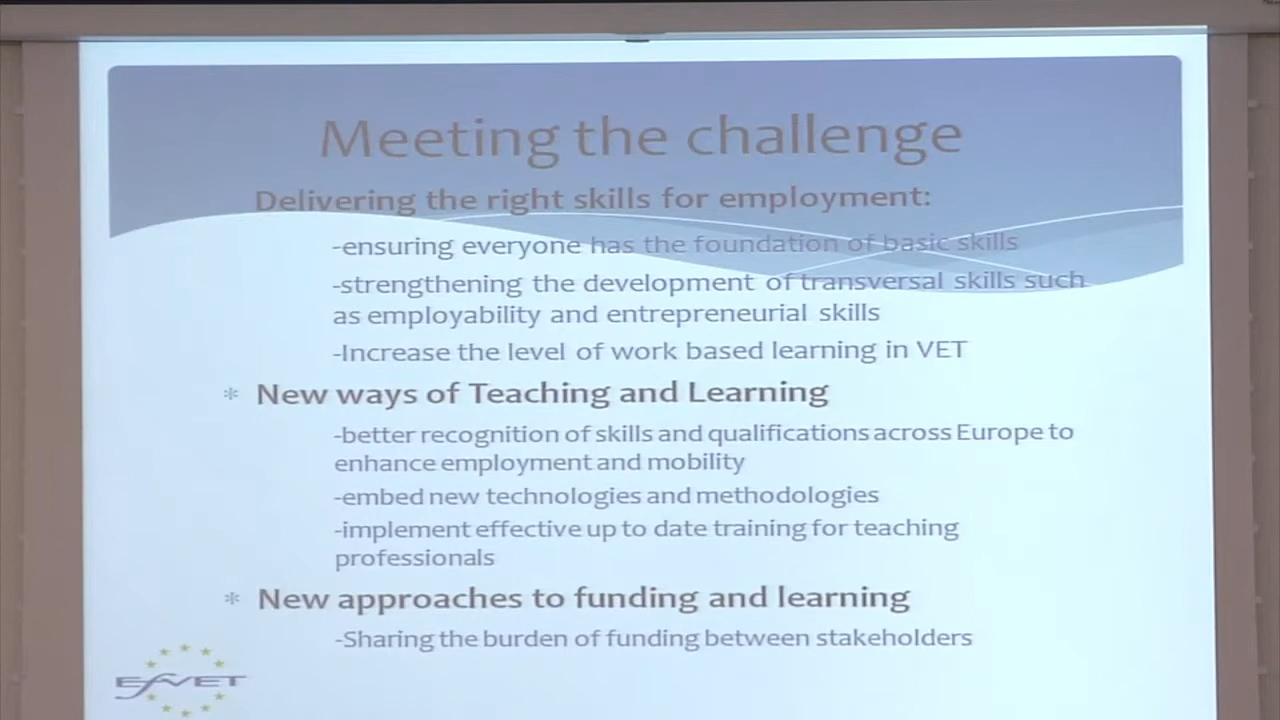 Meeting the challenge
Delivering the right skills for employment:
-ensuring everyone has the foundation of basic skills
-strengthening the development of transversal skills such
as employability and entrepreneurial skills
-Increase the level of work based learning in VET
* New ways of Teaching and Learning
-better recognition of skills and qualifications across Europe to
enhance employment and mobility
-embed new technologies and methodologies
-implement effective up to date training for teaching
professionals
* New approaches to funding and learning
-Sharing the burden of funding between stakeholders
EfVET